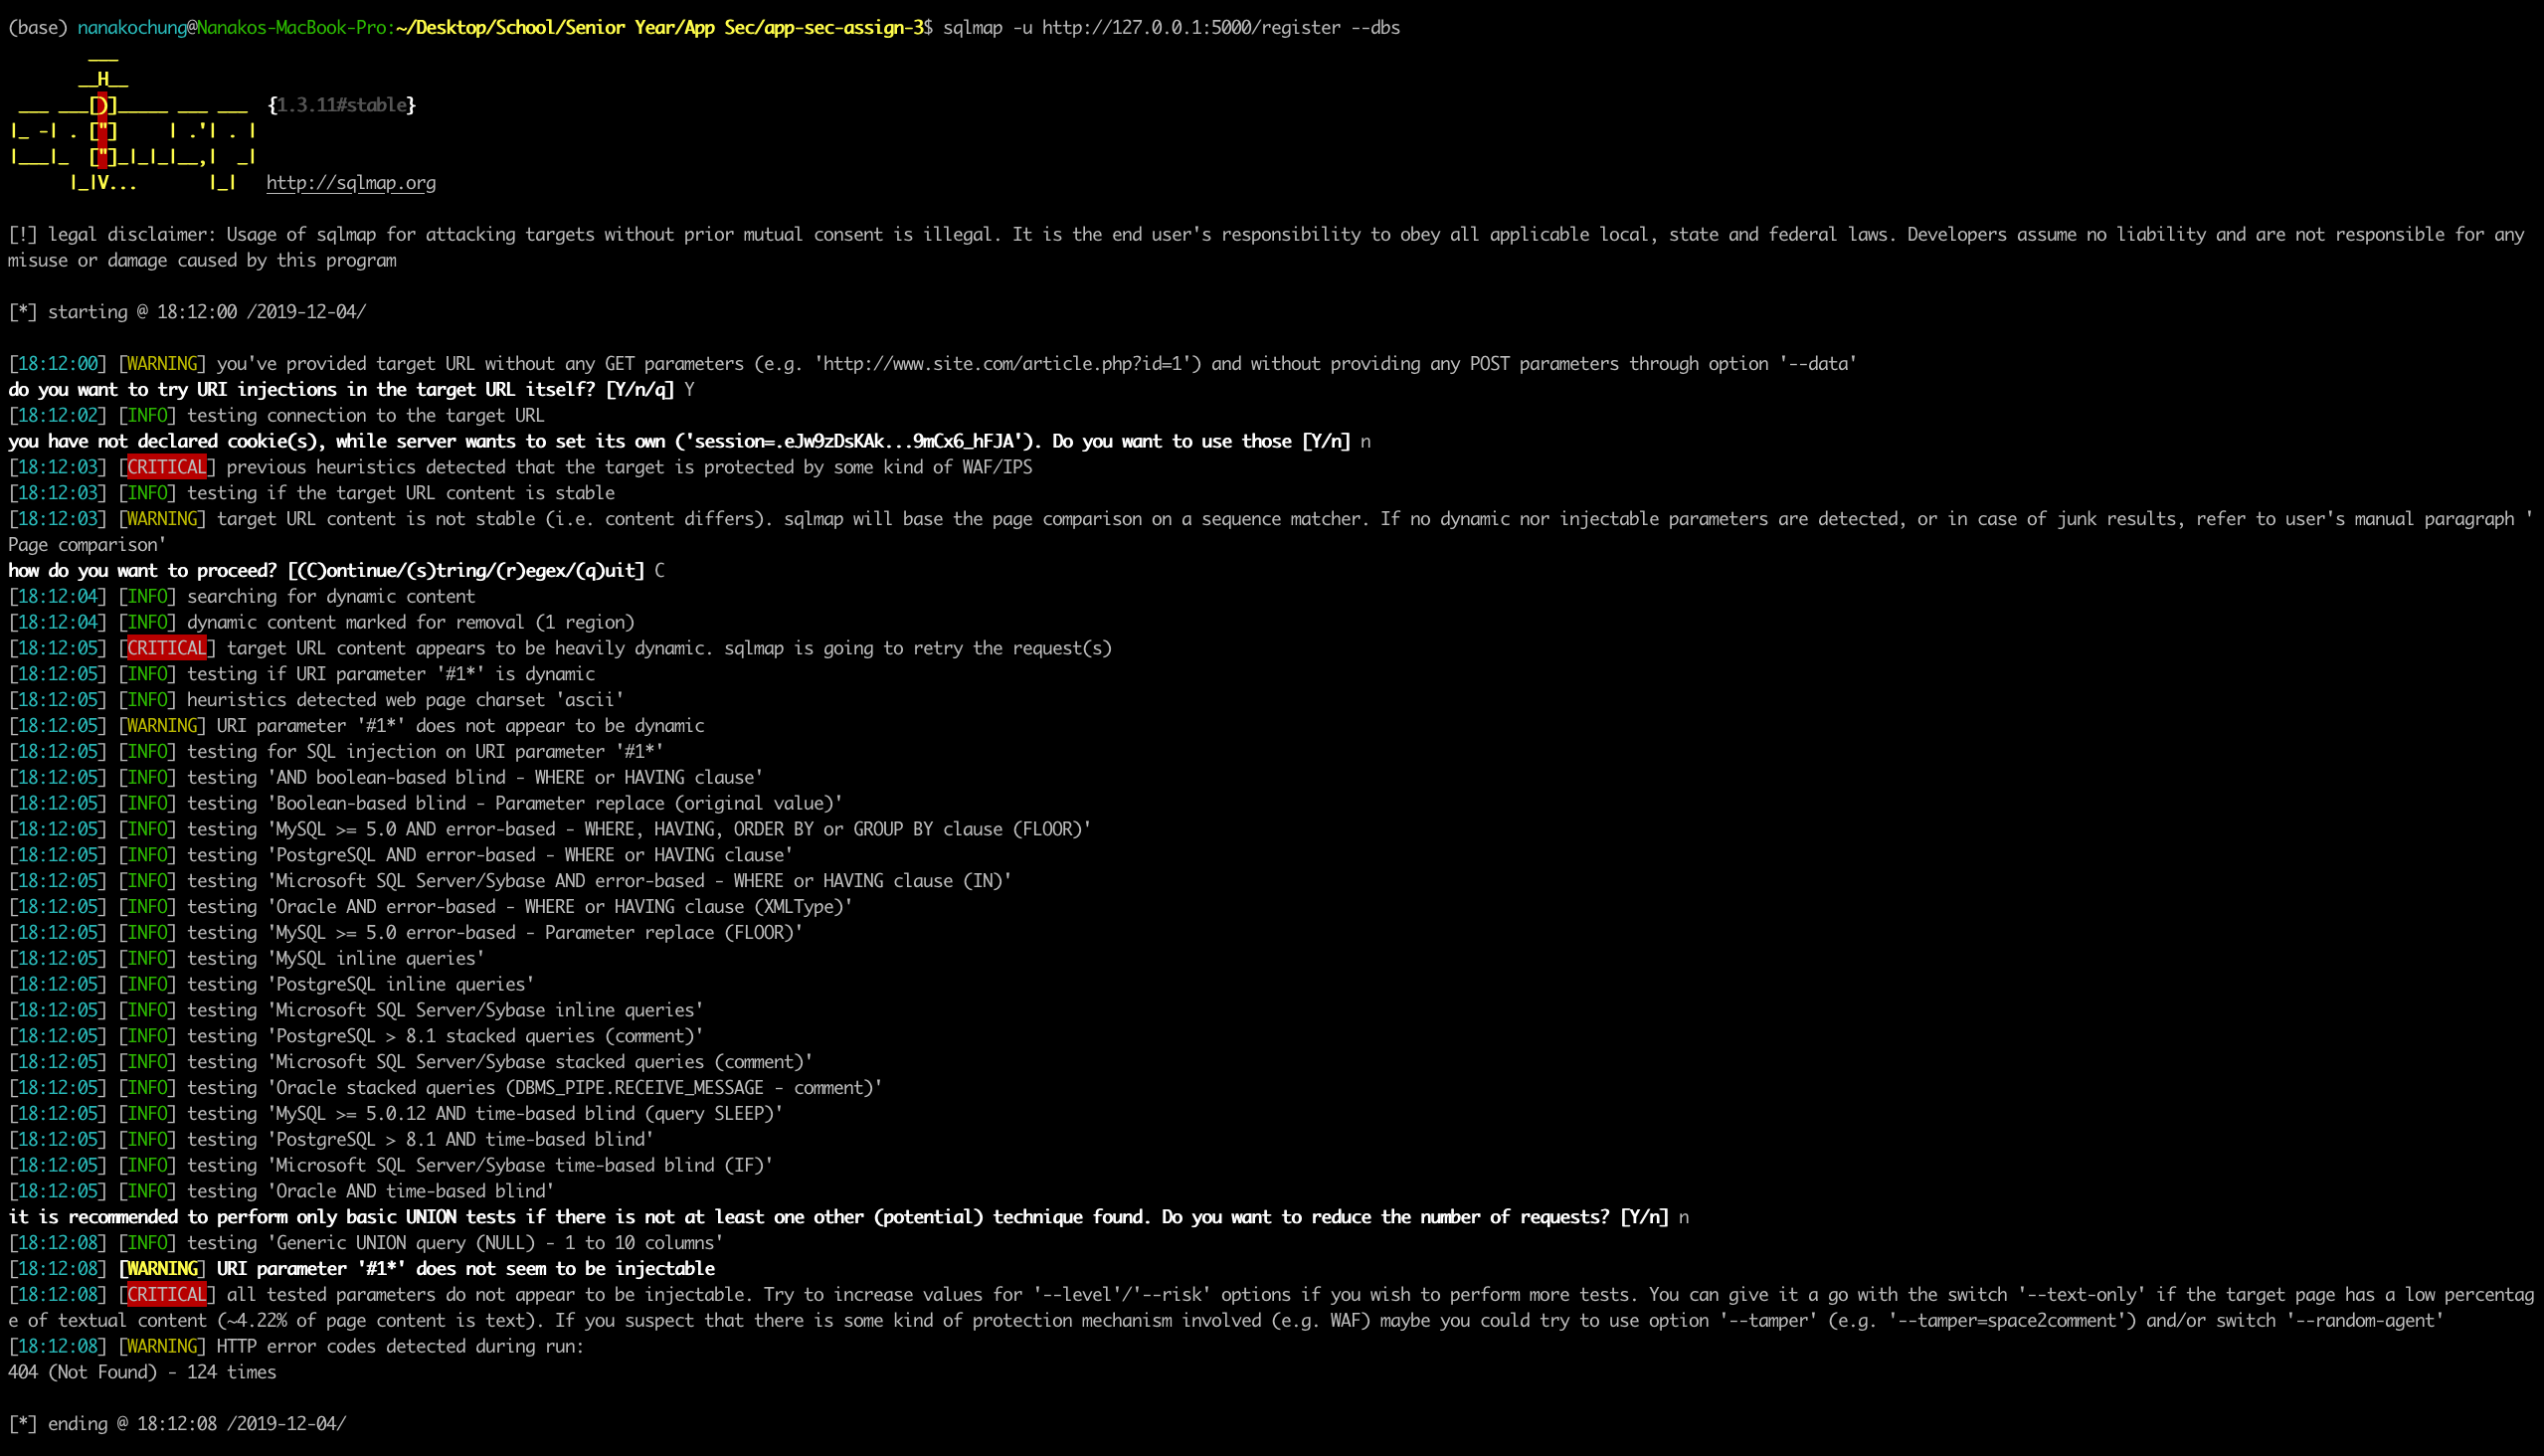 (base) nanakochung@Nanakos-MacBook-Pro:~/Desktop/School/Senior Year/App Sec/app-sec-assign-3$ sqlmap -u http://127.0.0.1:5000/register --dbs
        ___
       __H__
 ___ ___[)]_____ ___ ___  {1.3.11#stable}
|_ -| . ["]     | .'| . |
|___|_  ["]_|_|_|__,|  _|
      |_|V...       |_|   http://sqlmap.org
[!] legal disclaimer: Usage of sqlmap for attacking targets without prior mutual consent is illegal. It is the end user's responsibility to obey all applicable local, state and federal laws. Developers assume no liability and are not responsible for any
misuse or damage caused by this program
[*] starting @ 18:12:00 /2019-12-04/
[18:12:00] [WARNING] you've provided target URL without any GET parameters (e.g. 'http://www.site.com/article.php?id=1') and without providing any POST parameters through option '--data'
do you want to try URI injections in the target URL itself? [Y/n/q] Y
[18:12:02] [INFO] testing connection to the target URL
you have not declared cookie(s), while server wants to set its own ('session=.eJw9zDsKAk...9mCx6_hFJA'). Do you want to use those [Y/n] n
[18:12:03] [CRITICAL] previous heuristics detected that the target is protected by some kind of WAF/IPS
[18:12:03] [INFO] testing if the target URL content is stable
[18:12:03] [WARNING] target URL content is not stable (i.e. content differs). sqlmap will base the page comparison on a sequence matcher. If no dynamic nor injectable parameters are detected, or in case of junk results, refer to user's manual paragraph '
Page comparison'
how do you want to proceed? [(C)ontinue/(s)tring/(r)egex/(q)uit] C
[18:12:04] [INFO] searching for dynamic content
[18:12:04] [INFO] dynamic content marked for removal (1 region)
[18:12:05] [CRITICAL] target URL content appears to be heavily dynamic. sqlmap is going to retry the request(s)
[18:12:05] [INFO] testing if URI parameter '#1*' is dynamic
[18:12:05] [INFO] heuristics detected web page charset 'ascii'
[18:12:05] [WARNING] URI parameter '#1*' does not appear to be dynamic
[18:12:05] [INFO] testing for SQL injection on URI parameter '#1*'
[18:12:05] [INFO] testing 'AND boolean-based blind - WHERE or HAVING clause'
[18:12:05] [INFO] testing 'Boolean-based blind - Parameter replace (original value)'
[18:12:05] [INFO] testing 'MySQL >= 5.0 AND error-based - WHERE, HAVING, ORDER BY or GROUP BY clause (FLOOR)'
[18:12:05] [INFO] testing 'PostgreSQL AND error-based - WHERE or HAVING clause'
[18:12:05] [INFO] testing 'Microsoft SQL Server/Sybase AND error-based - WHERE or HAVING clause (IN)'
[18:12:05] [INFO] testing 'Oracle AND error-based - WHERE or HAVING clause (XMLType)'
[18:12:05] [INFO] testing 'MySQL >= 5.0 error-based - Parameter replace (FLOOR)'
[18:12:05] [INFO] testing 'MySQL inline queries'
[18:12:05] [INFO] testing 'PostgreSQL inline queries'
[18:12:05] [INFO] testing 'Microsoft SQL Server/Sybase inline queries'
[18:12:05] [INFO] testing 'PostgreSQL > 8.1 stacked queries (comment)'
[18:12:05] [INFO] testing 'Microsoft SQL Server/Sybase stacked queries (comment)'
[18:12:05] [INFO] testing 'Oracle stacked queries (DBMS_PIPE.RECEIVE_MESSAGE - comment)'
[18:12:05] [INFO] testing 'MySQL >= 5.0.12 AND time-based blind (query SLEEP)'
[18:12:05] [INFO] testing 'PostgreSQL > 8.1 AND time-based blind'
[18:12:05] [INFO] testing 'Microsoft SQL Server/Sybase time-based blind (IF)'
[18:12:05] [INFO] testing 'Oracle AND time-based blind'
it is recommended to perform only basic UNION tests if there is not at least one other (potential) technique found. Do you want to reduce the number of requests? [Y/n] n
[18:12:08] [INFO] testing 'Generic UNION query (NULL) - 1 to 10 columns'
[18:12:08] [WARNING] URI parameter '#1*' does not seem to be injectable
[18:12:08] [CRITICAL] all tested parameters do not appear to be injectable. Try to increase values for '--level'/'--risk' options if you wish to perform more tests. You can give it a go with the switch '--text-only' if the target page has a low percentag
e of textual content (~4.22% of page content is text). If you suspect that there is some kind of protection mechanism involved (e.g. WAF) maybe you could try to use option '--tamper' (e.g. '--tamper=space2comment') and/or switch '--random-agent'
[18:12:08] [WARNING] HTTP error codes detected during run:
404 (Not Found) - 124 times
[*] ending @ 18:12:08 /2019-12-04/